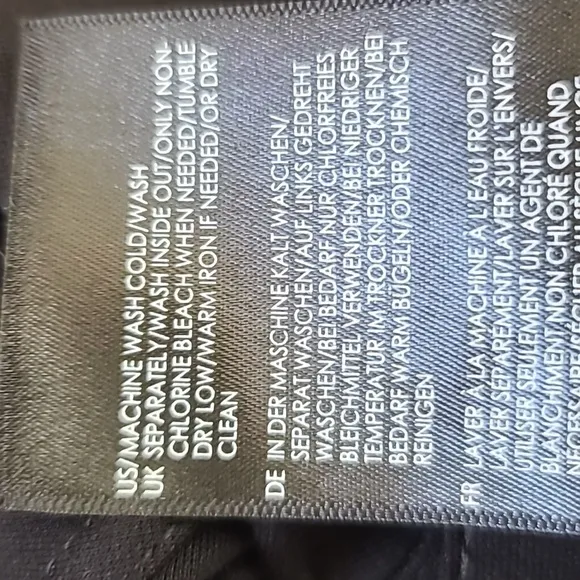 US/MACHINE WASH COLD/WASH
UK SEPARATELY/WASH INSIDE OUT/ONLY NON-
CHLORINE BLEACH WHEN NEEDED/TUMBLE
DRY LOW/WARM IRON IF NEEDED/OR DRY
CLEAN
DE IN DER MASCHINE KALT WASCHEN/
SEPARAT WASCHEN/AUF LINKS GEDREHT
WASCHEN/BEI BEDARF NUR CHLORFREIES
BLEICHMITTEL VERWENDEN/BEI NIEDRIGER
TEMPERATUR IM TROCKNER TROCKNEN/BEI
BEDARF WARM BÜGELN/ODER CHEMISCH
REINIGEN
FR LAVER À LA MACHINE À L'EAU FROIDE/
LAVER SÉPARÉMENT/LAVER SUR L'ENVERS/
UTILISER SEULEMENT UN AGENT DE
BLANCHIMENT NON CHLORÉ QUAND